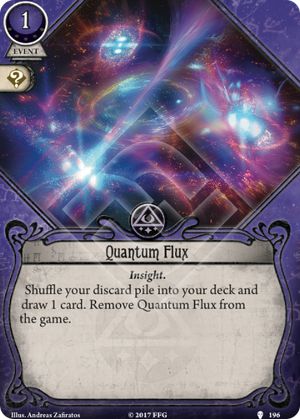 1
EVENT
Quantum Flux
Insight.
Shuffle your discard pile into your deck and
draw 1 card. Remove Quantum Flux from
the game.
Illus. Andreas Zafiratos
© 2017 FFG
196